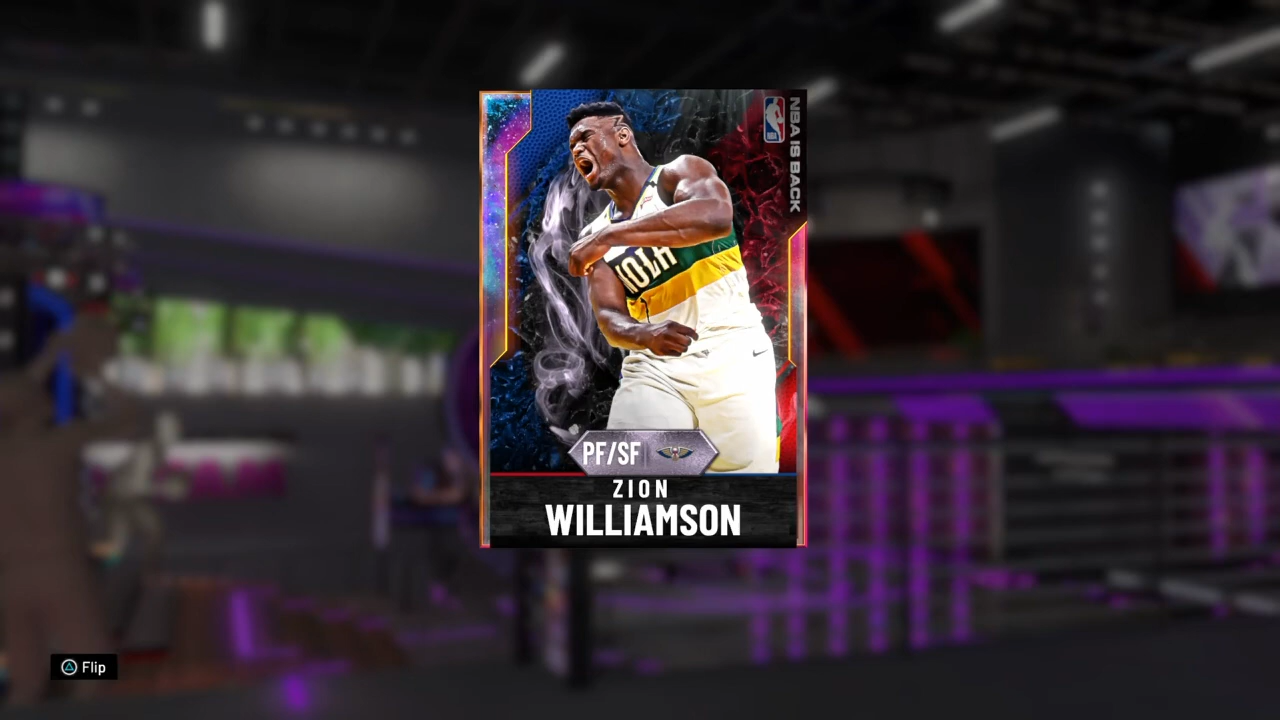 NBA IS BACK
NOLA
PF/SF
ZION
WILLIAMSON
Flip